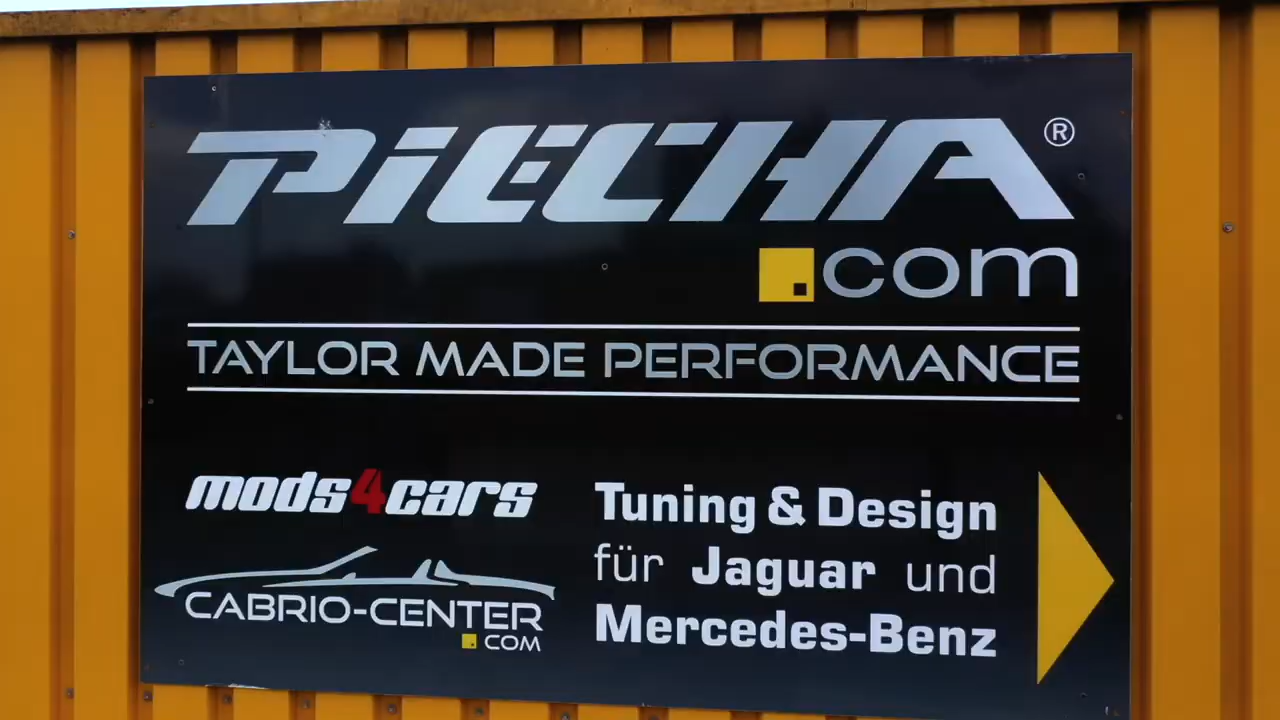 PIECHA®
.com
TAYLOR MADE PERFORMANCE
mods4cars
CABRIO-CENTER
.COM
Tuning & Design
für Jaguar und
Mercedes-Benz